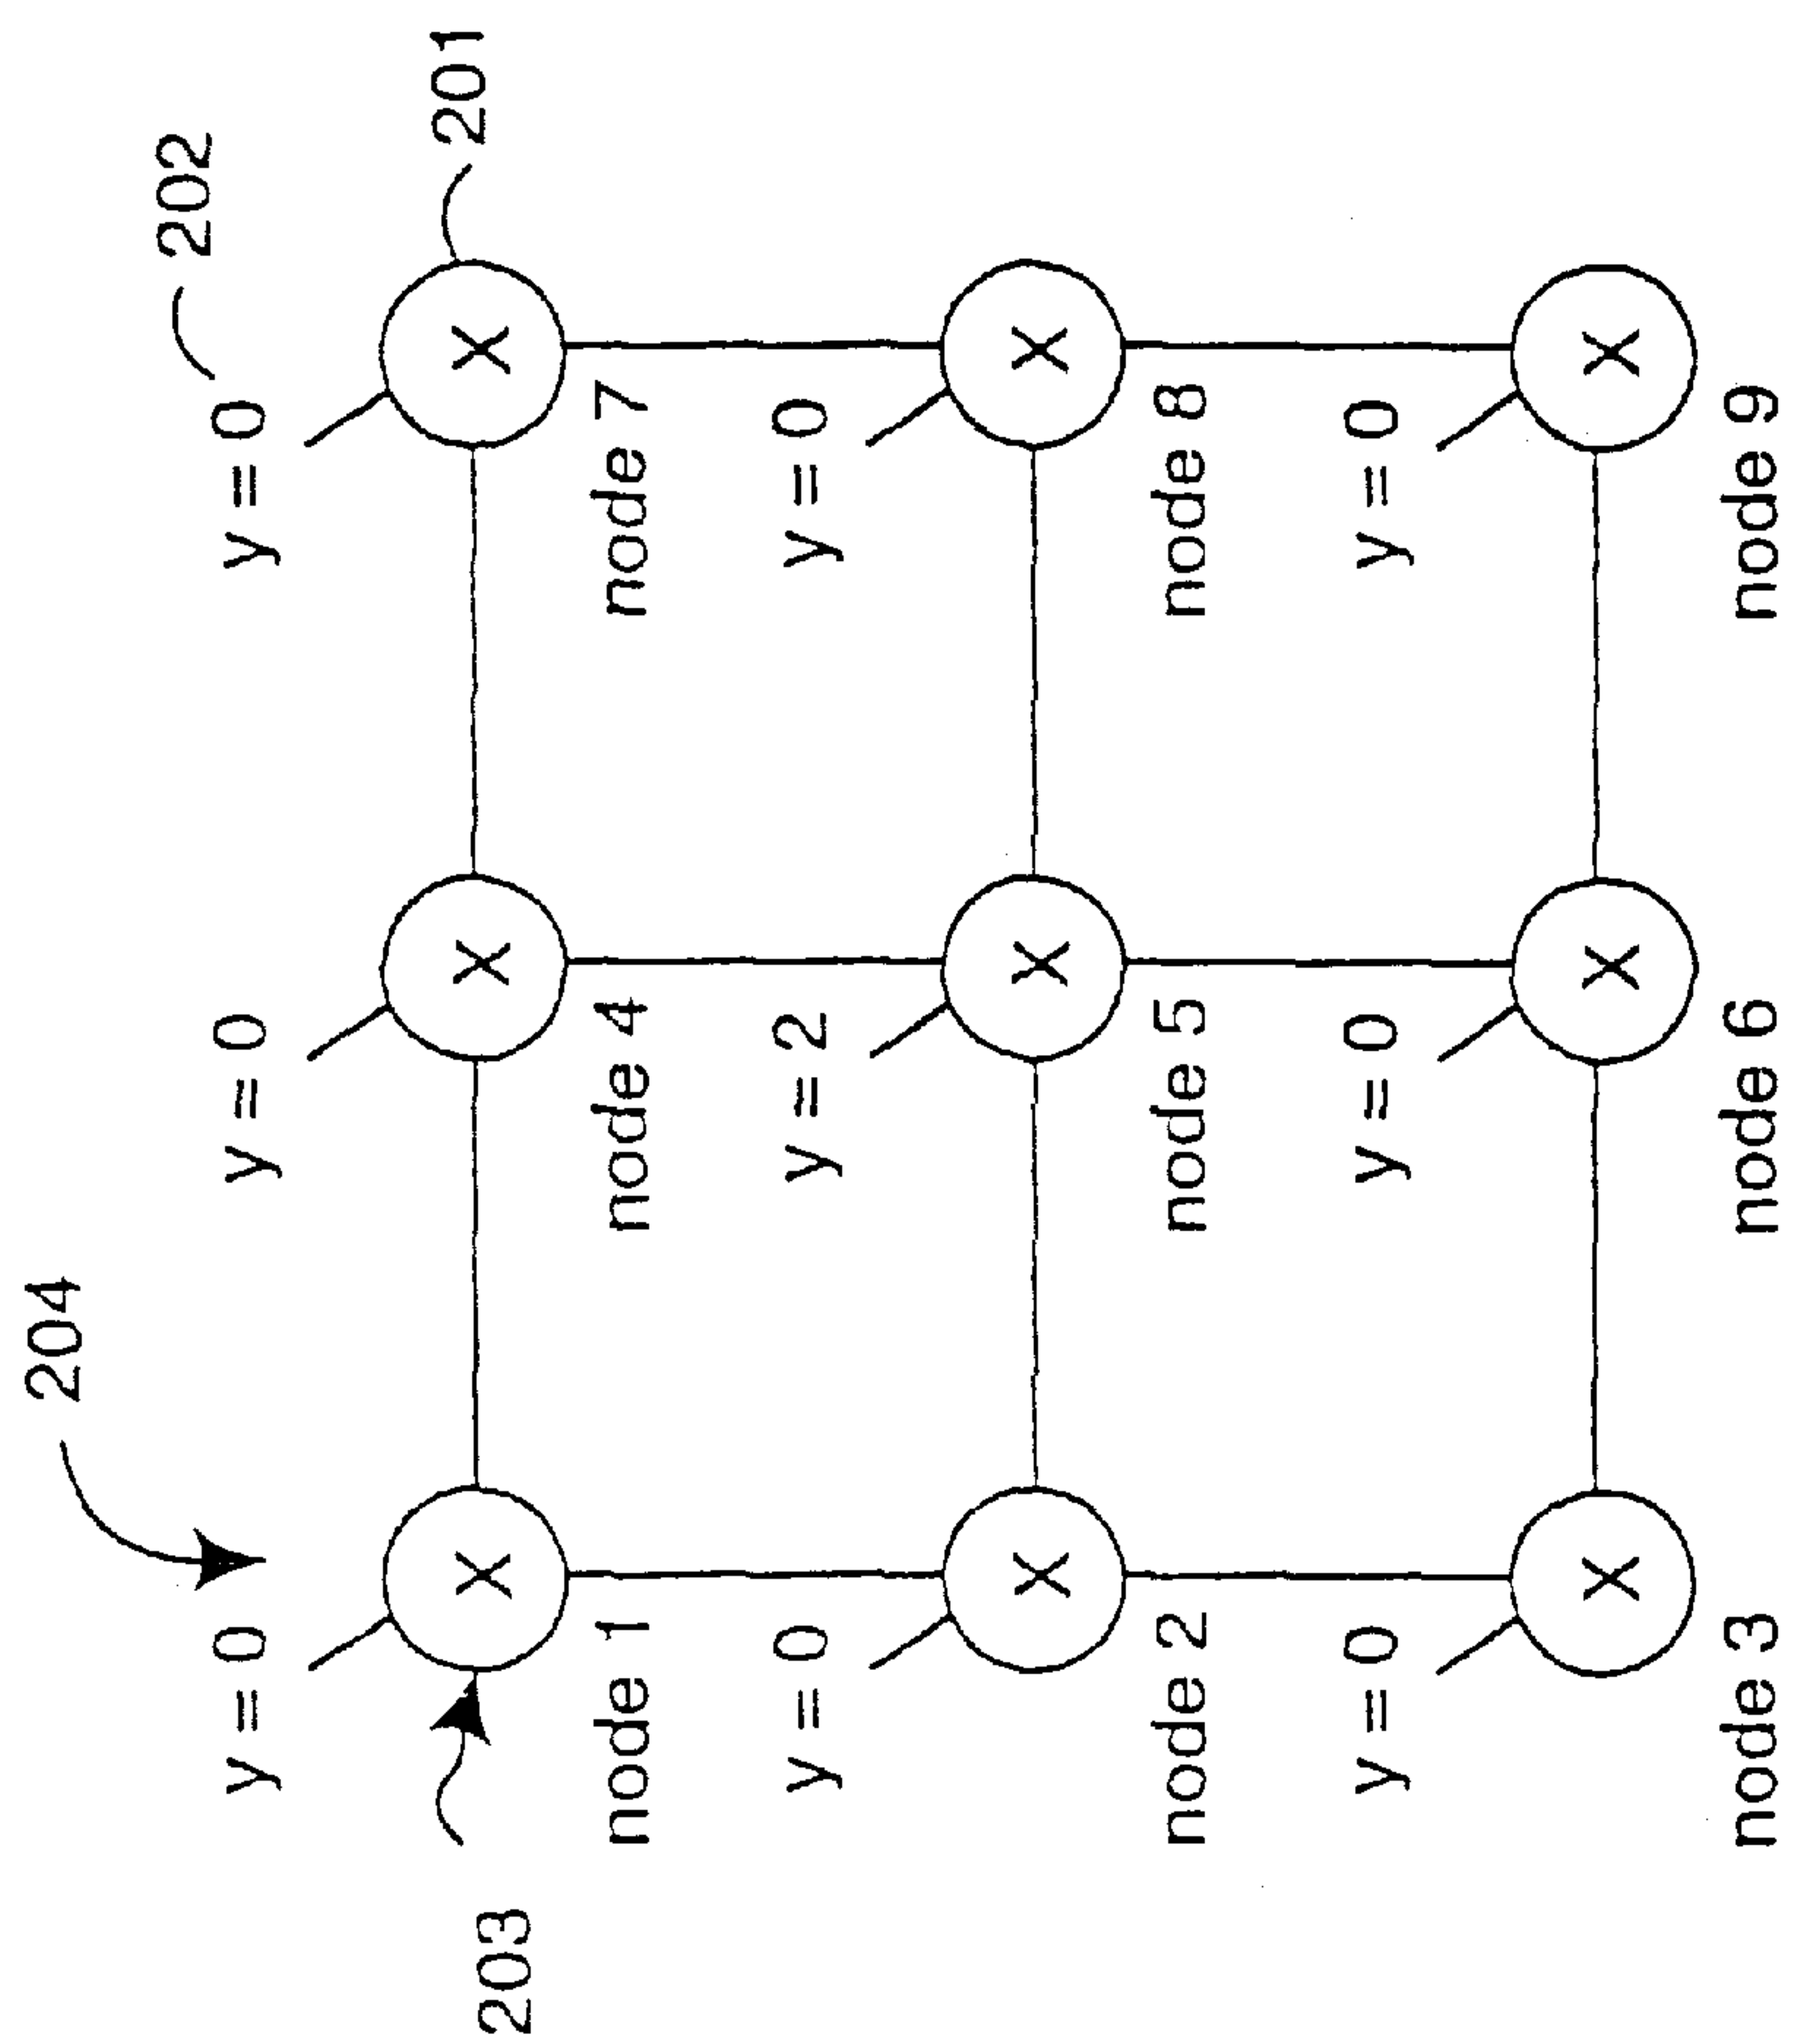 204
202
y = 0
y = 0
y = 0
203
X
X
X
201
node 1
node 4
node 7
y = 0
y = 2
y = 0
X
X
X
node 2
node 5
node 8
y = 0
y = 0
y = 0
X
X
X
node 3
node 6
node 9